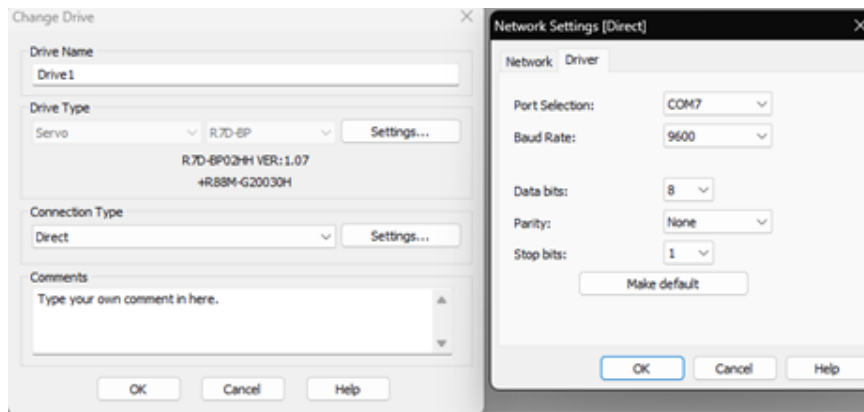 Change Drive
Drive Name
Drive1
Drive Type
Servo R7D-BP Settings...
R7D-BP02HH VER:1.07
+R88M-G20030H
Connection Type
Direct Settings...
Comments
Type your own comment in here.
OK Cancel Help
Network Settings [Direct]
Network Driver
Port Selection: COM7
Baud Rate: 9600
Data bits: 8
Parity: None
Stop bits: 1
Make default
OK Cancel Help